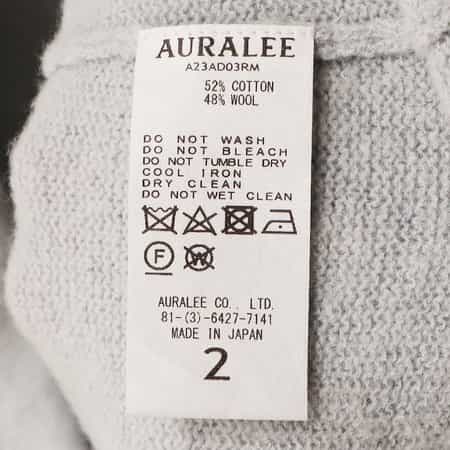 AURALEE
A23AD03RM
52% COTTON
48% WOOL
DO NOT WASH
DO NOT BLEACH
DO NOT TUMBLE DRY
COOL IRON
DRY CLEAN
DO NOT WET CLEAN
F W
AURALEE CO., LTD.
81-(3)-6427-7141
MADE IN JAPAN
2